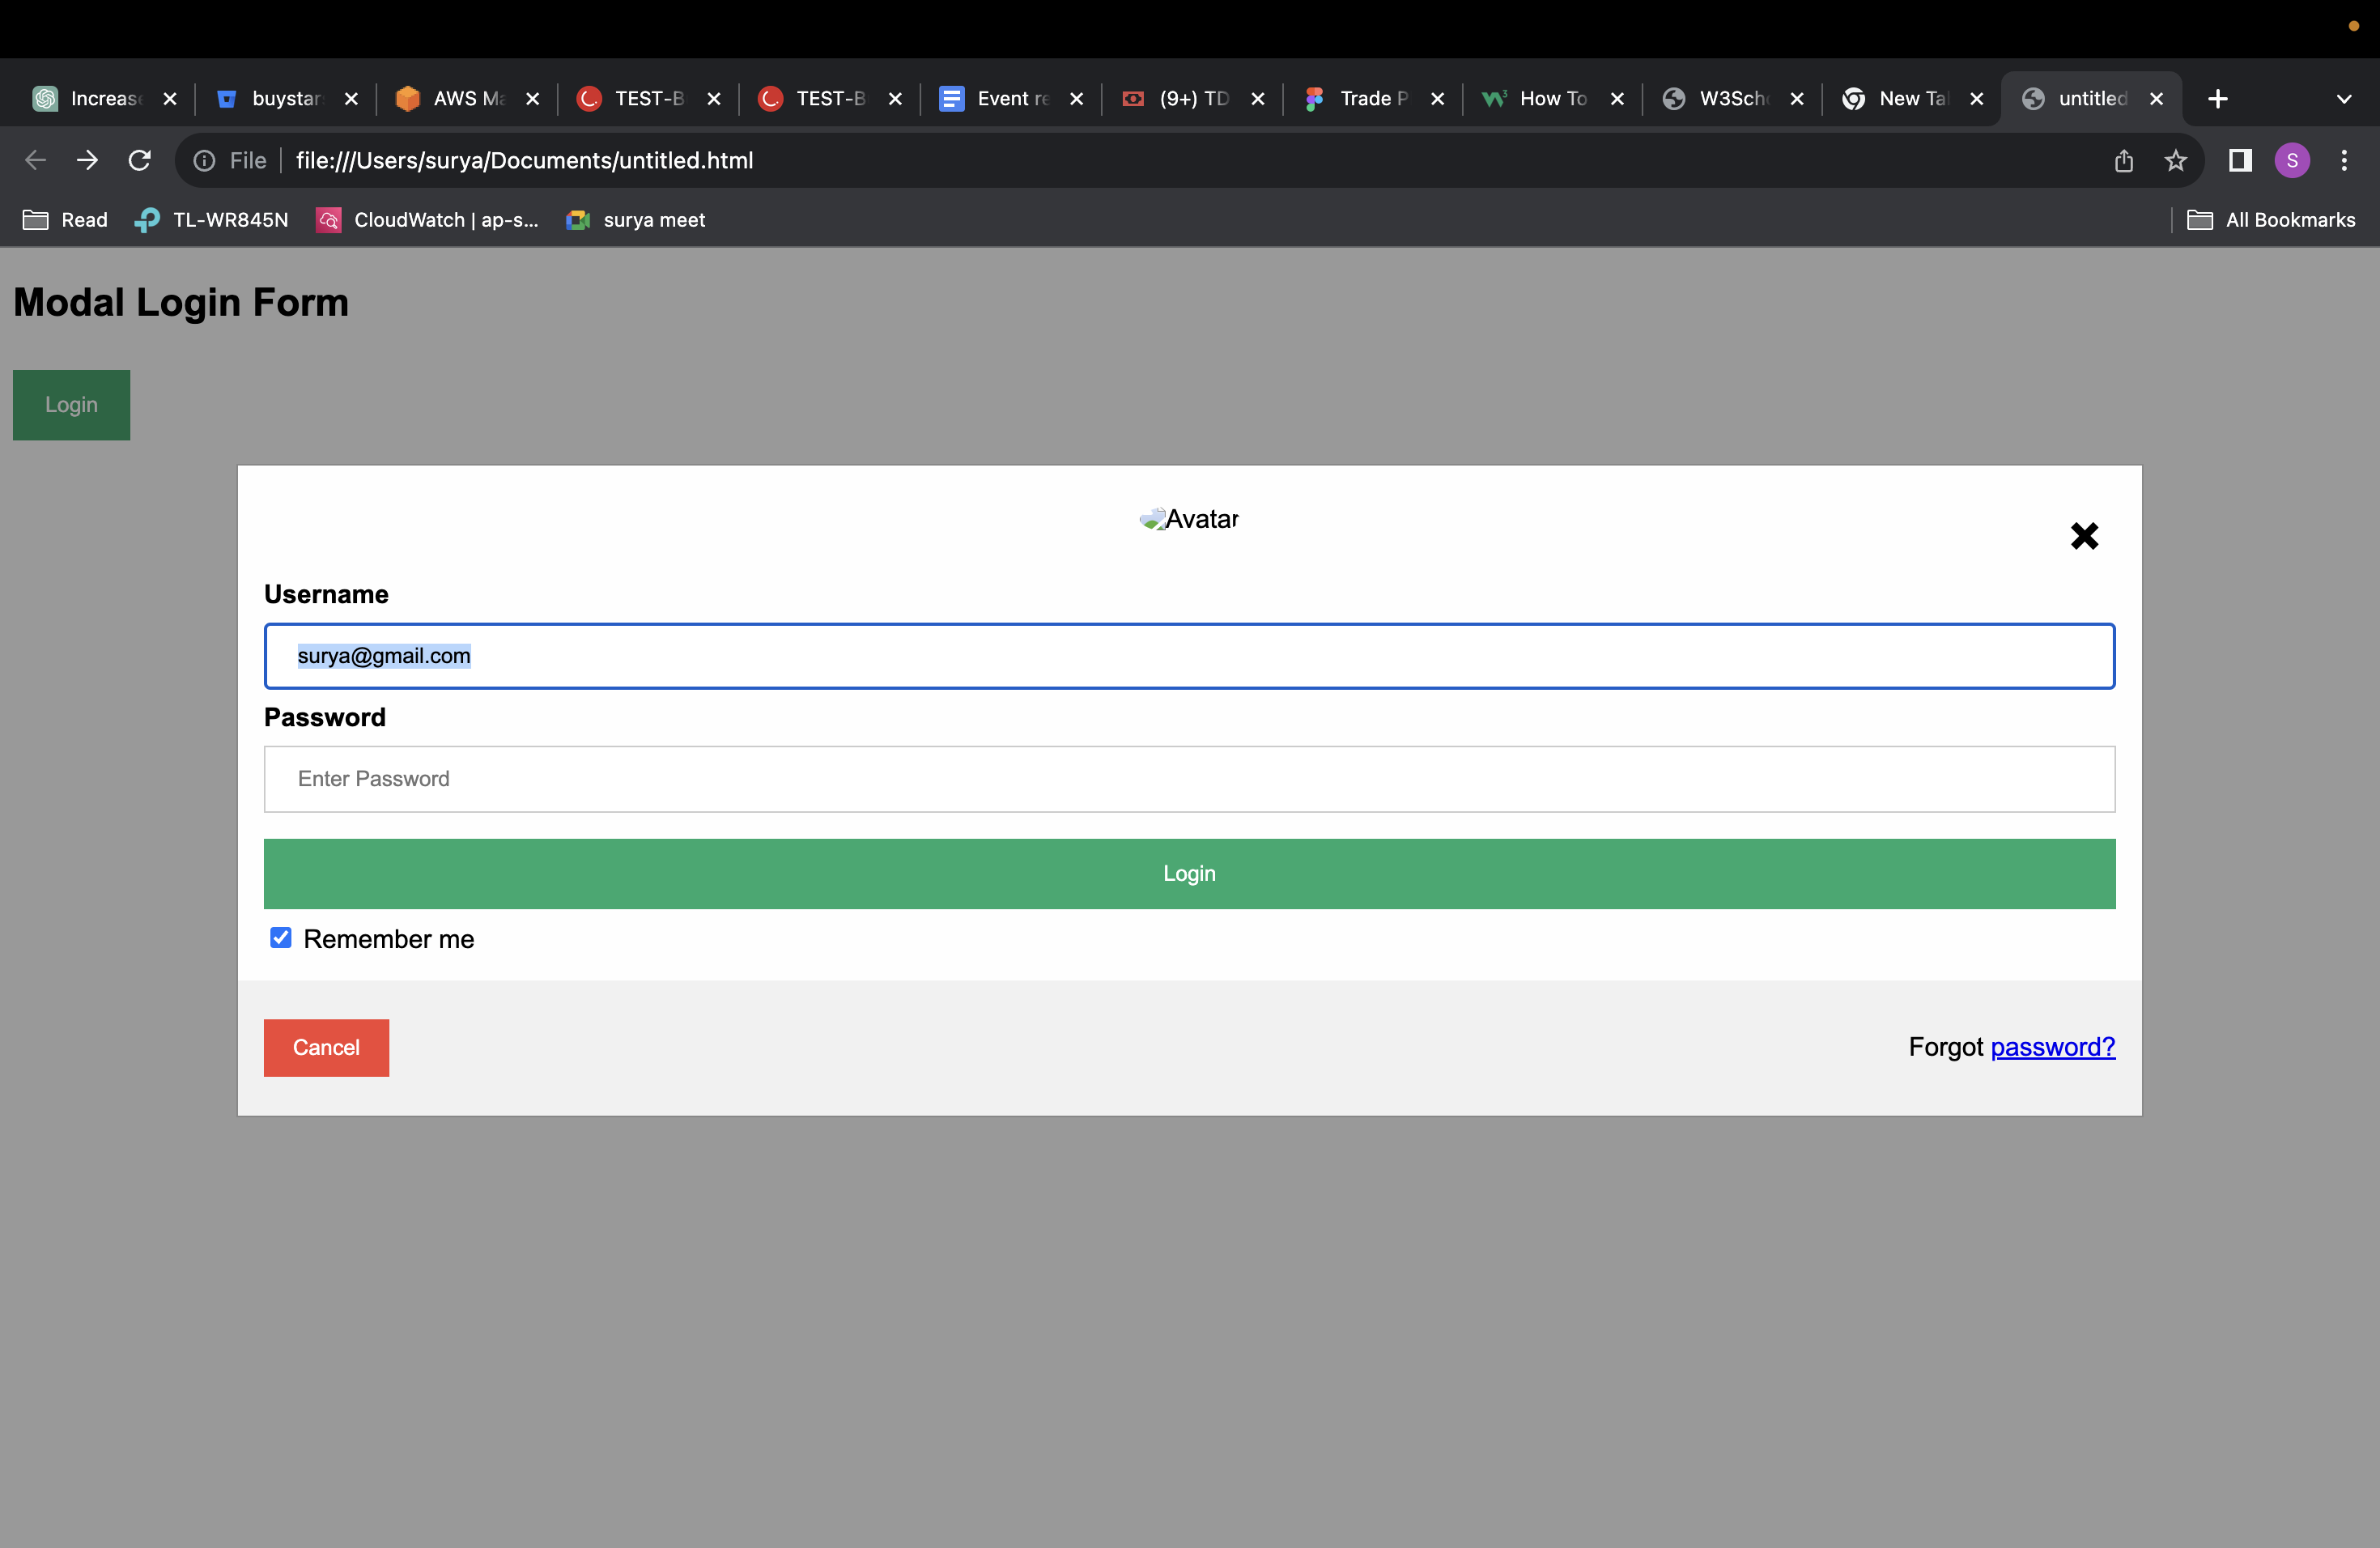 Increas buystar AWS Ma TEST-B TEST-B Event re (9+) TD Trade P How To W3Sch New Ta untitled
File file:///Users/surya/Documents/untitled.html S
Read TL-WR845N CloudWatch | ap-s... surya meet All Bookmarks
Modal Login Form
Login
Avatar
Username
surya@gmail.com
Password
Enter Password
Login
Remember me
Cancel Forgot password?